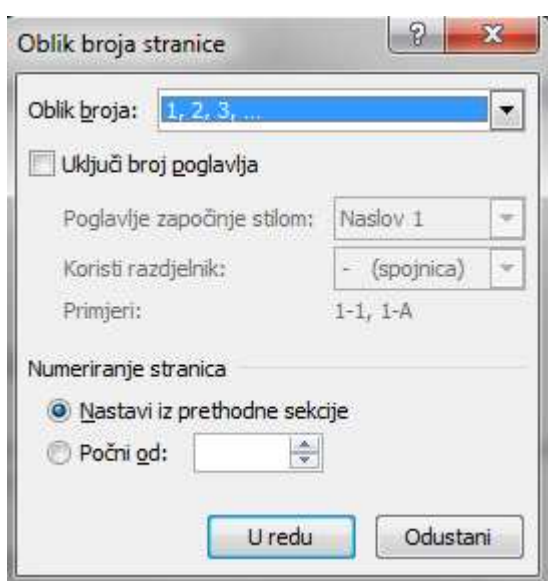 Oblik broja stranice
Oblik broja: 1, 2, 3, ...
Uključi broj poglavlja
Poglavlje započinje stilom: Naslov 1
Koristi razdjelnik: - (spojnica)
Primjeri: 1-1, 1-A
Numeriranje stranica
Nastavi iz prethodne sekcije
Počni od:
U redu Odustani